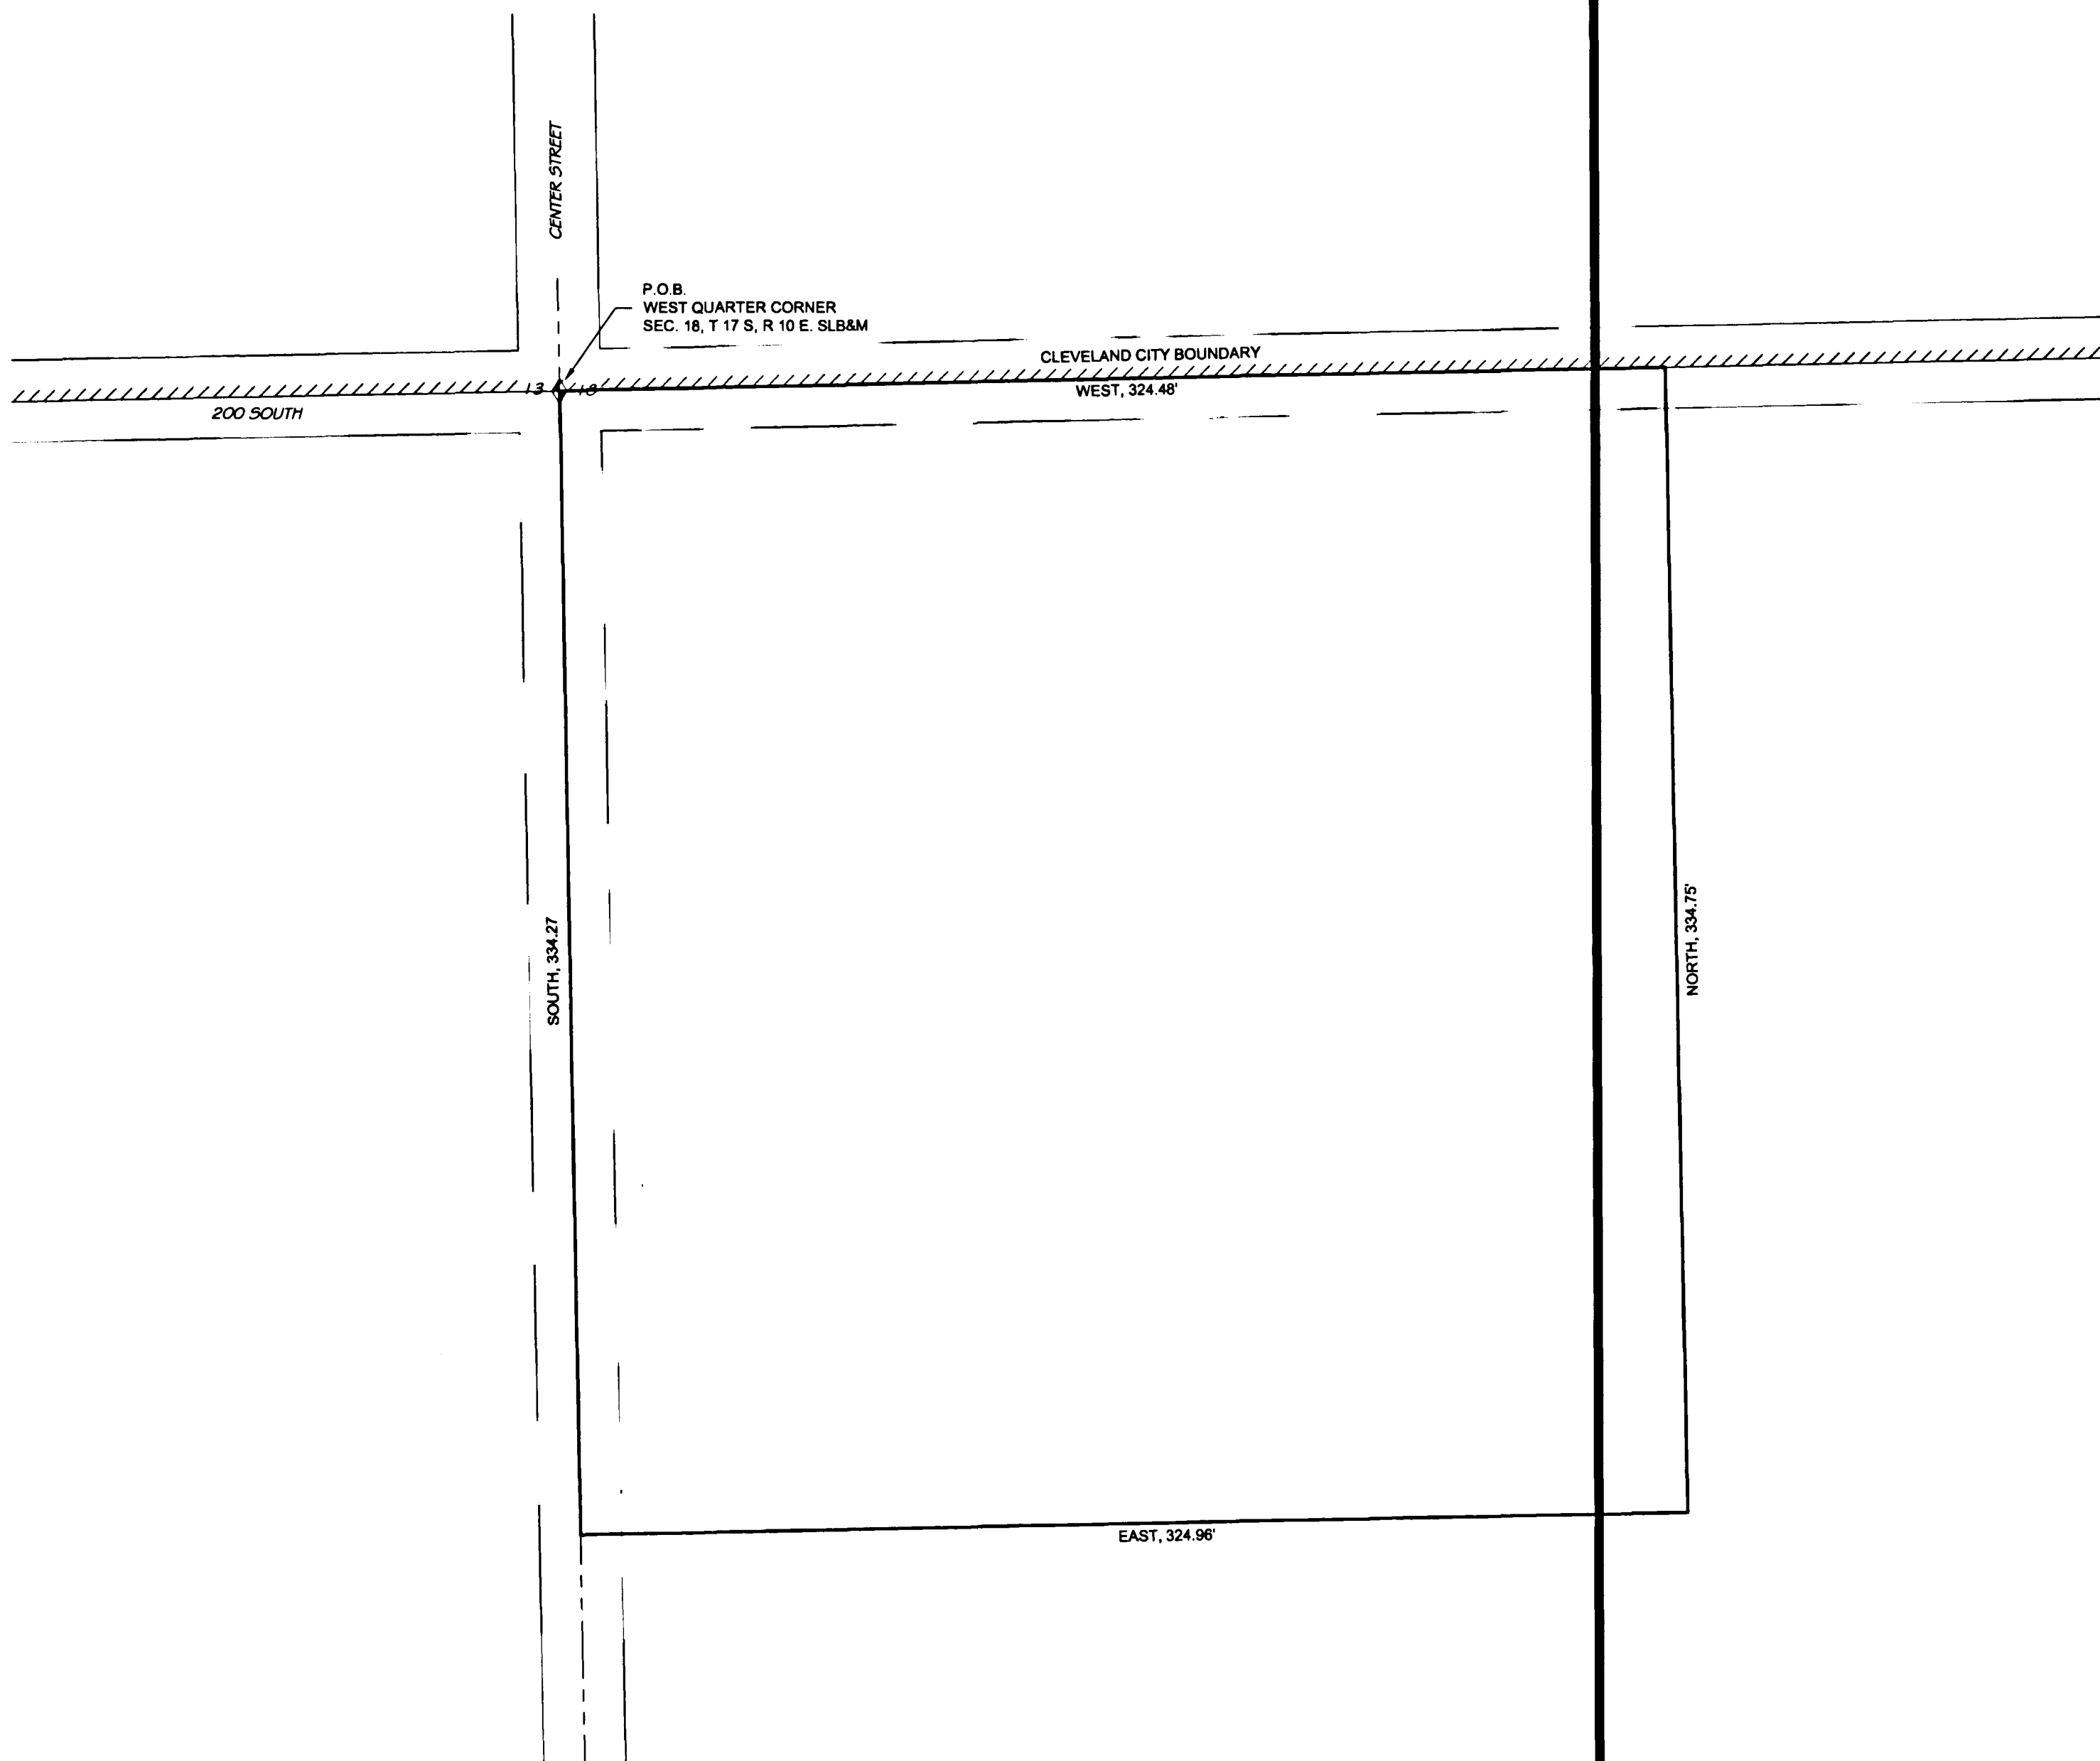 CENTER STREET
P.O.B.
WEST QUARTER CORNER
SEC. 18, T 17 S, R 10 E. SLB&M
CLEVELAND CITY BOUNDARY
13 18
WEST, 324.48'
200 SOUTH
SOUTH, 334.27
NORTH, 334.75'
EAST, 324.96'